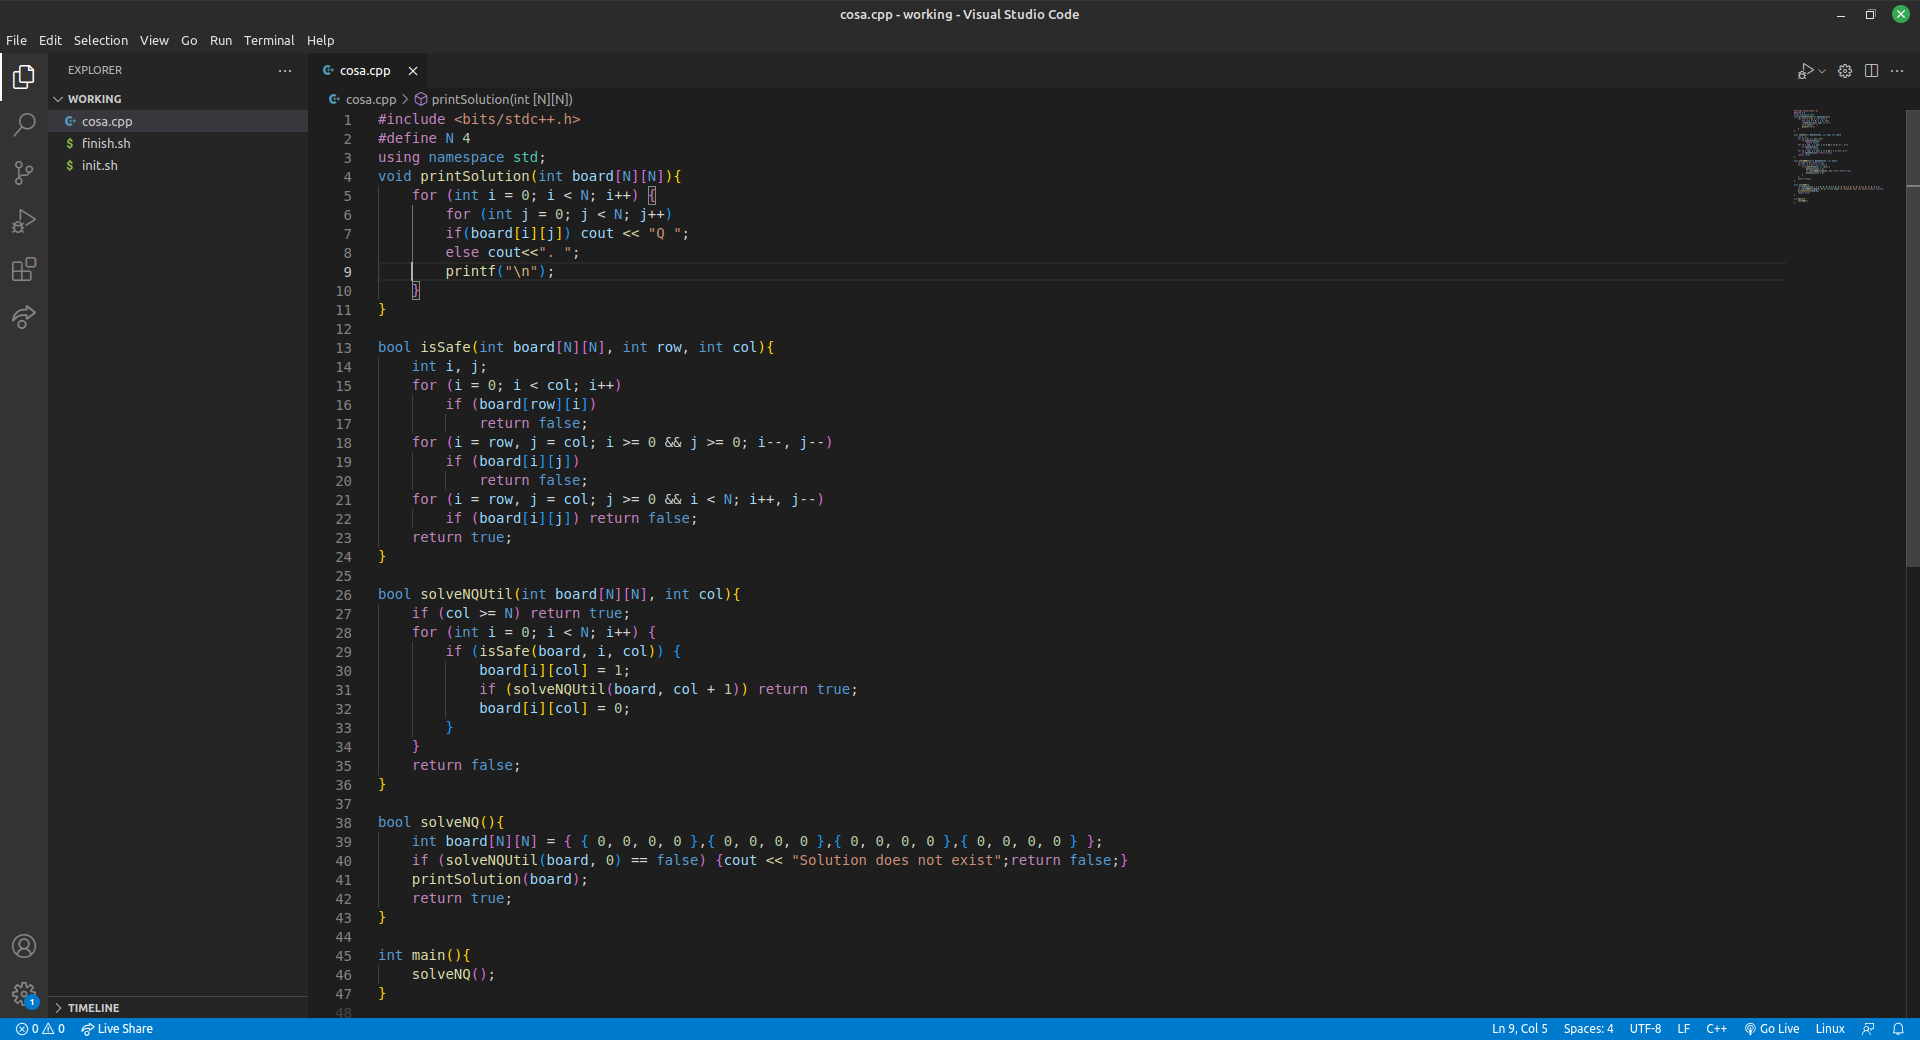 cosa.cpp - working - Visual Studio Code
File Edit Selection View Go Run Terminal Help
EXPLORER
WORKING
cosa.cpp
$ finish.sh
$ init.sh
TIMELINE
cosa.cpp
cosa.cpp > printSolution(int [N][N])
1 #include <bits/stdc++.h>
2 #define N 4
3 using namespace std;
4 void printSolution(int board[N][N]){
5     for (int i = 0; i < N; i++) {
6         for (int j = 0; j < N; j++)
7         if(board[i][j]) cout << "Q ";
8         else cout<<". ";
9         printf("\n");
10     }
11 }
12
13 bool isSafe(int board[N][N], int row, int col){
14     int i, j;
15     for (i = 0; i < col; i++)
16         if (board[row][i])
17             return false;
18     for (i = row, j = col; i >= 0 && j >= 0; i--, j--)
19         if (board[i][j])
20             return false;
21     for (i = row, j = col; j >= 0 && i < N; i++, j--)
22         if (board[i][j]) return false;
23     return true;
24 }
25
26 bool solveNQUtil(int board[N][N], int col){
27     if (col >= N) return true;
28     for (int i = 0; i < N; i++) {
29         if (isSafe(board, i, col)) {
30             board[i][col] = 1;
31             if (solveNQUtil(board, col + 1)) return true;
32             board[i][col] = 0;
33         }
34     }
35     return false;
36 }
37
38 bool solveNQ(){
39     int board[N][N] = { { 0, 0, 0, 0 },{ 0, 0, 0, 0 },{ 0, 0, 0, 0 },{ 0, 0, 0, 0 } };
40     if (solveNQUtil(board, 0) == false) {cout << "Solution does not exist";return false;}
41     printSolution(board);
42     return true;
43 }
44
45 int main(){
46     solveNQ();
47 }
48
1
0 0 Live Share
Ln 9, Col 5 Spaces: 4 UTF-8 LF C++ Go Live Linux